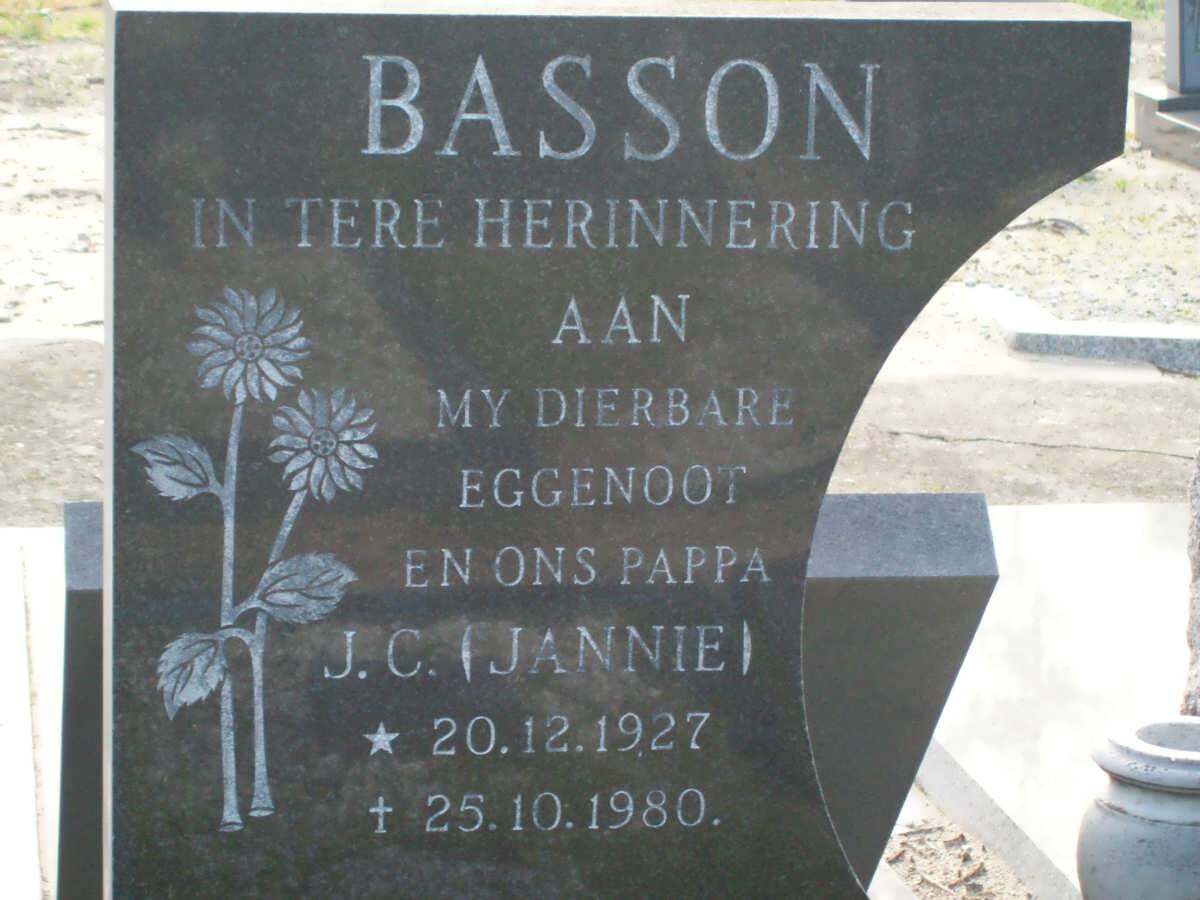 BASSON
IN TERE HERINNERING
AAN
MY DIERBARE
EGGENOOT
EN ONS PAPPA
J.C. (JANNIE)
★ 20.12.1927
✝ 25.10.1980.